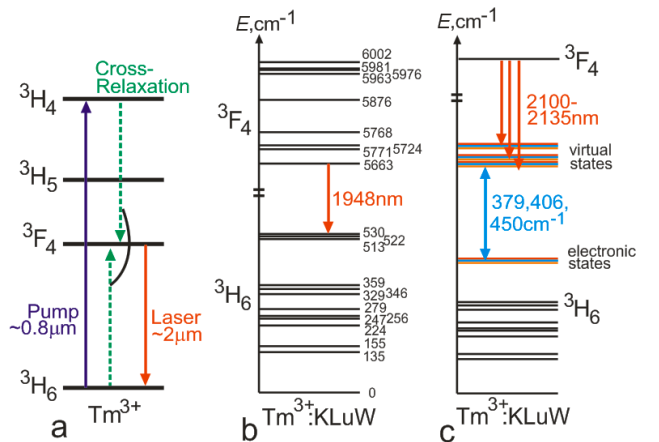 Cross-
Relaxation
³H₄
³H₅
³F₄
³H₆
Pump
~0.8μm
Laser
~2μm
Tm³⁺
a
E,cm⁻¹
6002
5981
5963 5976
5876
5768
5771 5724
5663
³F₄
1948nm
530
513 522
359
329 346
279
247 256
224
155
135
0
³H₆
Tm³⁺:KLuW
b
E,cm⁻¹
³F₄
2100-
2135nm
virtual
states
379,406,
450cm⁻¹
electronic
states
³H₆
Tm³⁺:KLuW
c